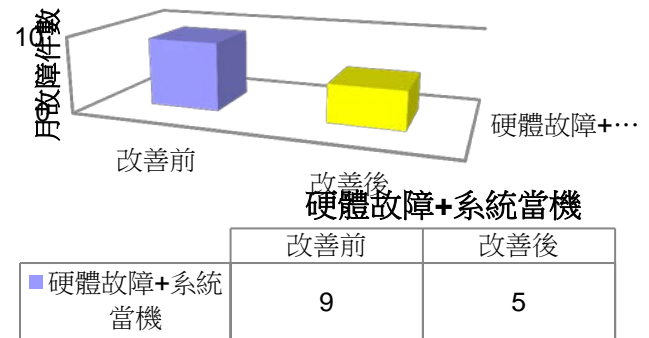 10
月故障件數
0
改善前
改善後
硬體故障+…
硬體故障+系統當機
改善前 改善後
硬體故障+系統 9 5
當機